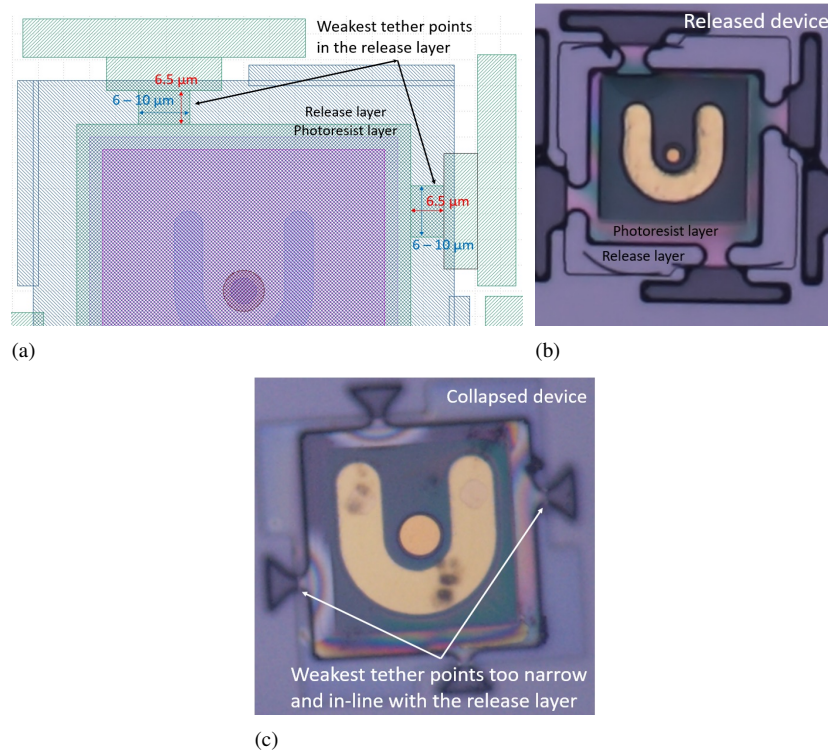 Weakest tether points
in the release layer
6.5 µm
6 – 10 µm
Release layer
Photoresist layer
6.5 µm
6 – 10 µm
(a)
Released device
Photoresist layer
Release layer
(b)
Collapsed device
Weakest tether points too narrow
and in-line with the release layer
(c)